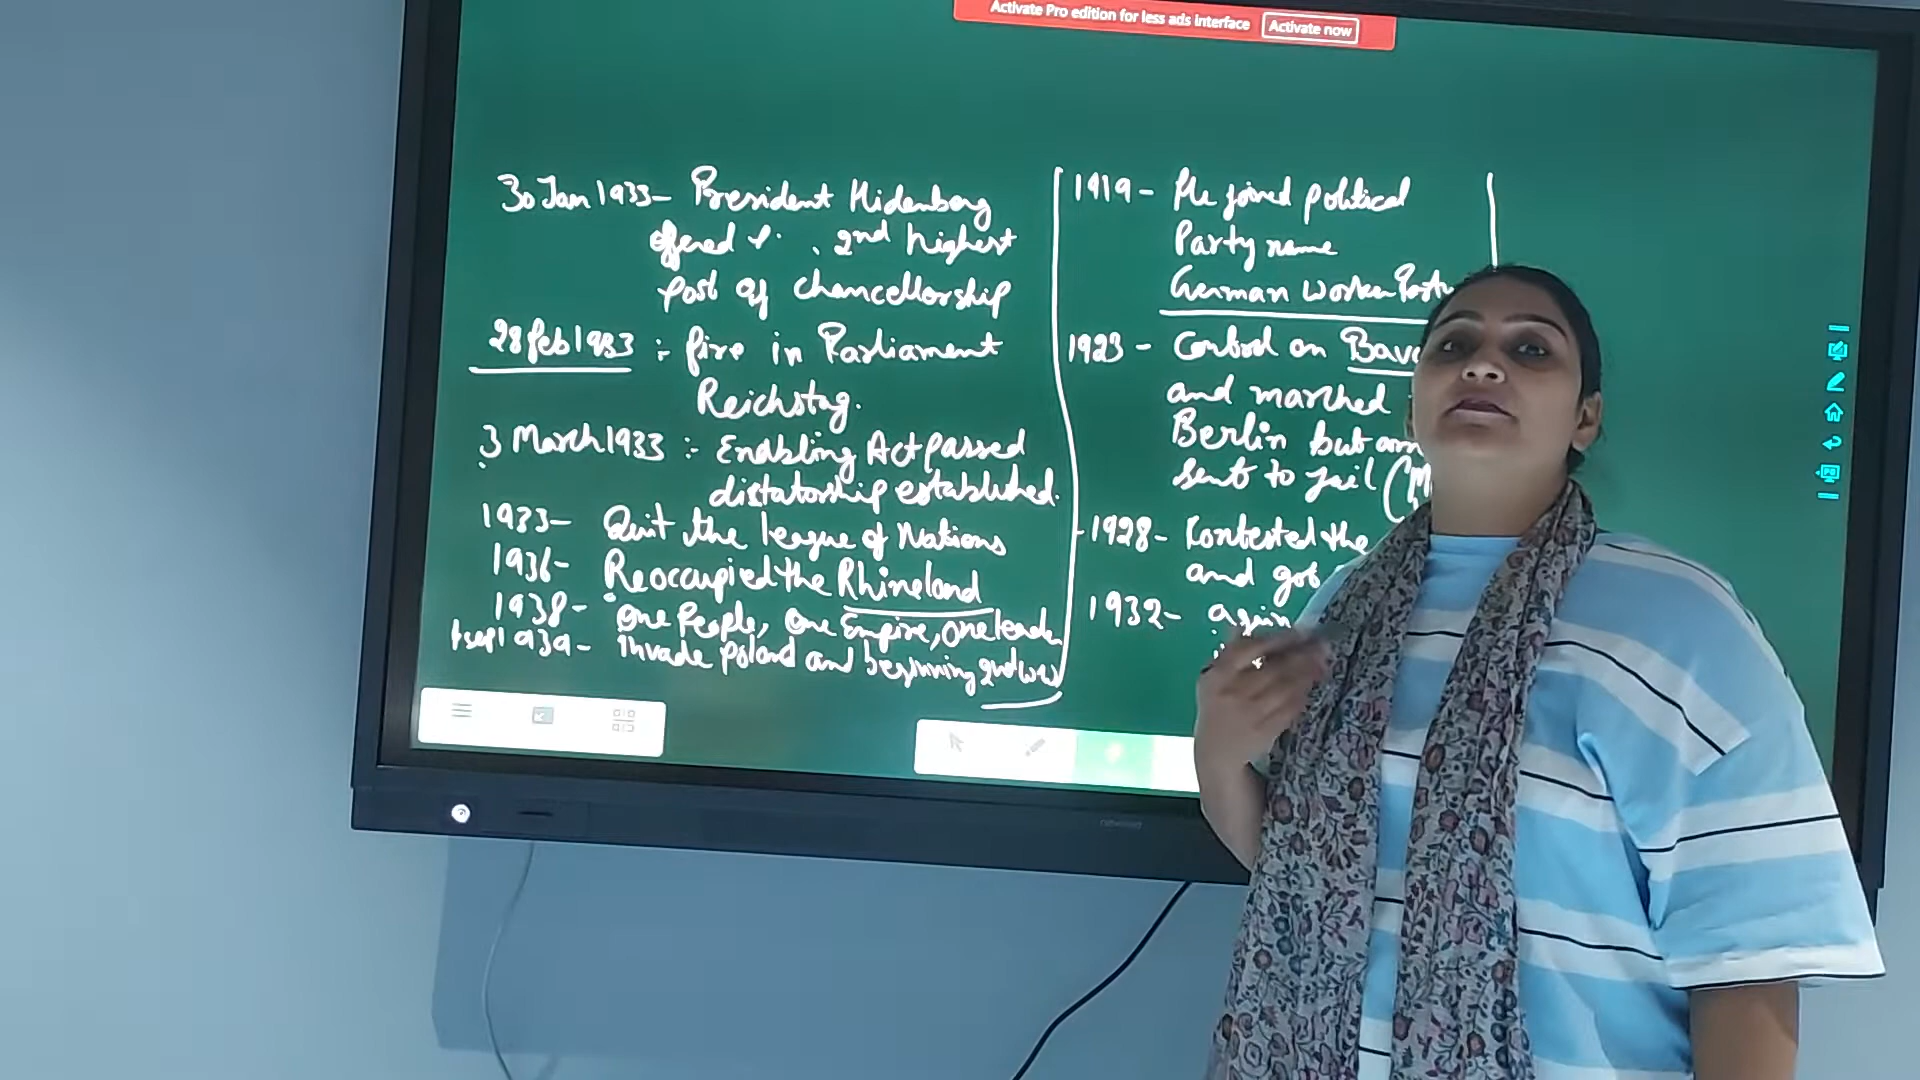 Activate Pro edition for less ads interface Activate now
30 Jan 1933- President Hidenberg
offered 2nd highest
post of chancellorship
28 feb 1933 :- fire in Parliament
Reichstag.
3 March 1933 :- Enabling Act passed
dictatorship established.
1933- Quit the league of Nations
1936- Reoccupied the Rhineland
1938- One People, One Empire, One leader
1 sep 1939- invade poland and beginning 2nd ww
1919- He joined political
Party name
German Worker Party
1923- Control on
and marched
Berlin but
sent to jail
1928- Contested the
and got
1932- again